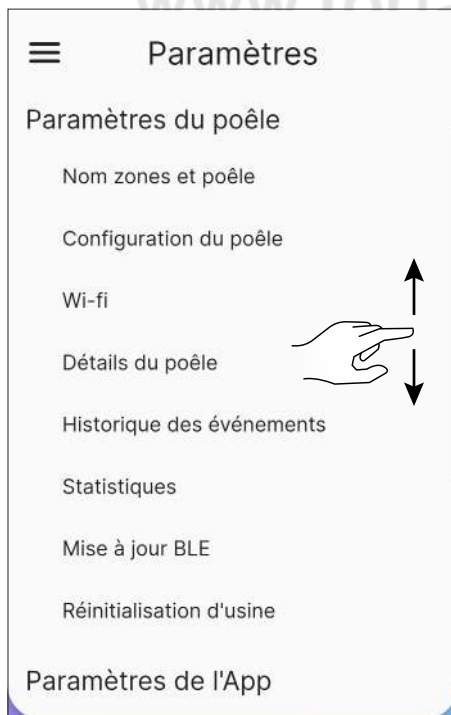 Paramètres
Paramètres du poêle
Nom zones et poêle
Configuration du poêle
Wi-fi
Détails du poêle
Historique des événements
Statistiques
Mise à jour BLE
Réinitialisation d'usine
Paramètres de l'App